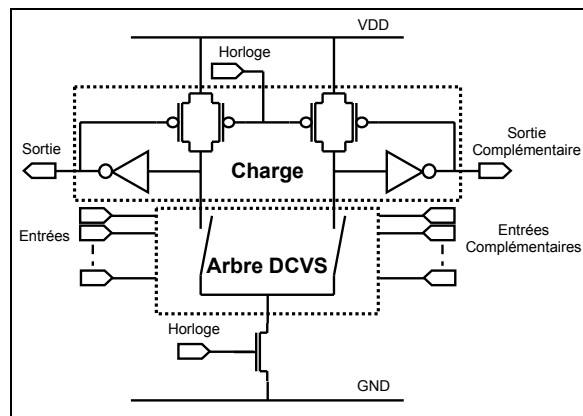 VDD
Horloge
Sortie
Charge
Sortie
Complémentaire
Entrées
Arbre DCVS
Entrées
Complémentaires
Horloge
GND